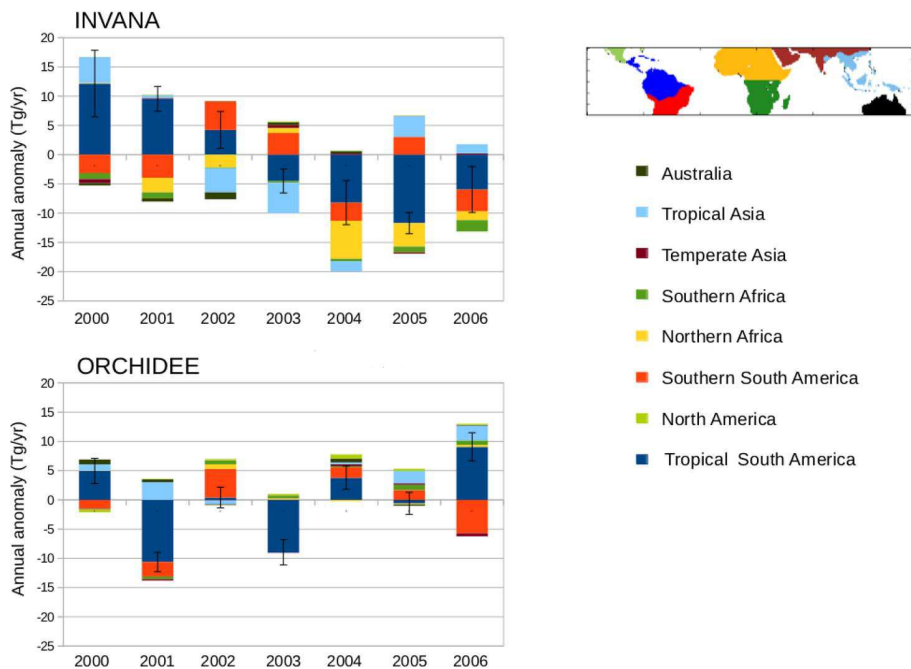 INVANA
Annual anomaly (Tg/yr)
20
15
10
5
0
-5
-10
-15
-20
-25
2000 2001 2002 2003 2004 2005 2006
ORCHIDEE
Annual anomaly (Tg/yr)
20
15
10
5
0
-5
-10
-15
-20
-25
2000 2001 2002 2003 2004 2005 2006
Australia
Tropical Asia
Temperate Asia
Southern Africa
Northern Africa
Southern South America
North America
Tropical South America